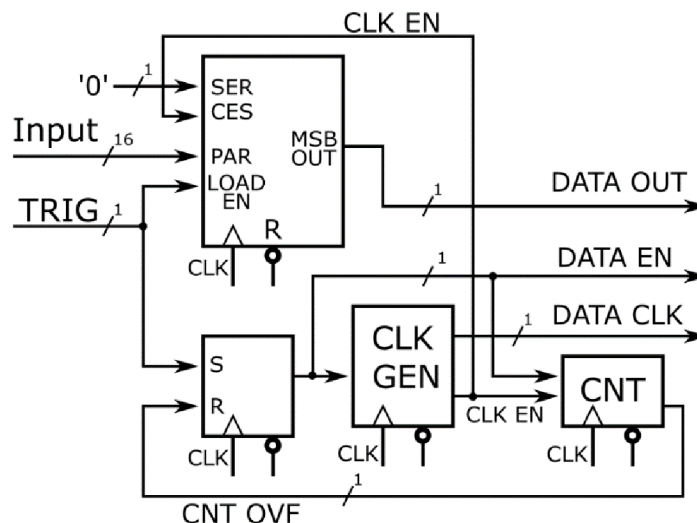 CLK EN
'0'
1
SER
CES
Input
16
PAR
MSB
OUT
LOAD
EN
TRIG
1
R
CLK
1
DATA OUT
1
DATA EN
1
DATA CLK
S
R
CLK
CLK
GEN
CLK
CLK EN
CNT
CLK
1
CNT OVF